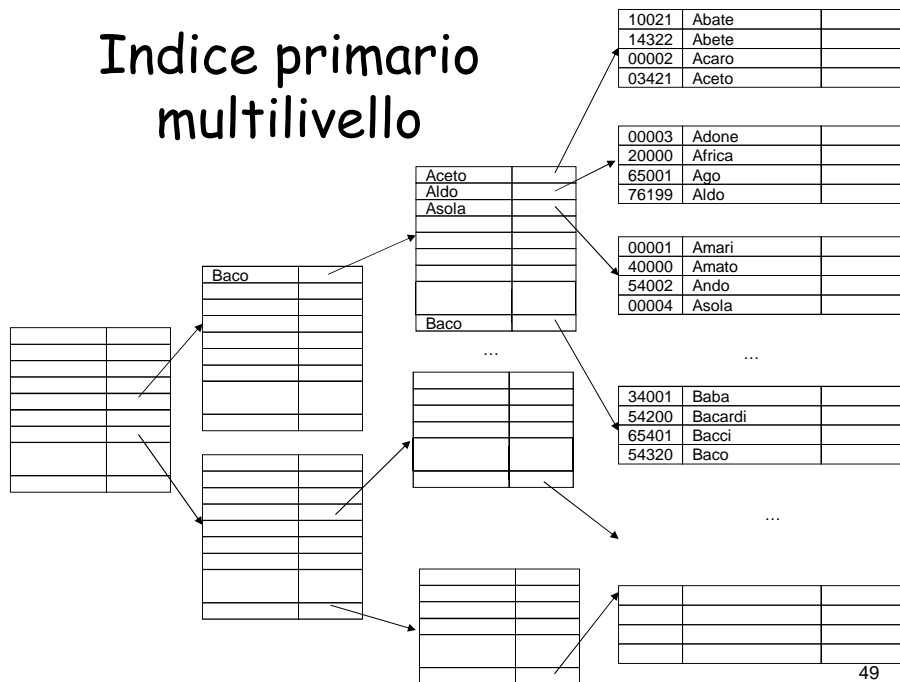 Indice primario
multilivello
10021 Abate
14322 Abete
00002 Acaro
03421 Aceto
00003 Adone
20000 Africa
65001 Ago
76199 Aldo
00001 Amari
40000 Amato
54002 Ando
00004 Asola
...
34001 Baba
54200 Bacardi
65401 Bacci
54320 Baco
...
Aceto
Aldo
Asola
Baco
...
Baco
49